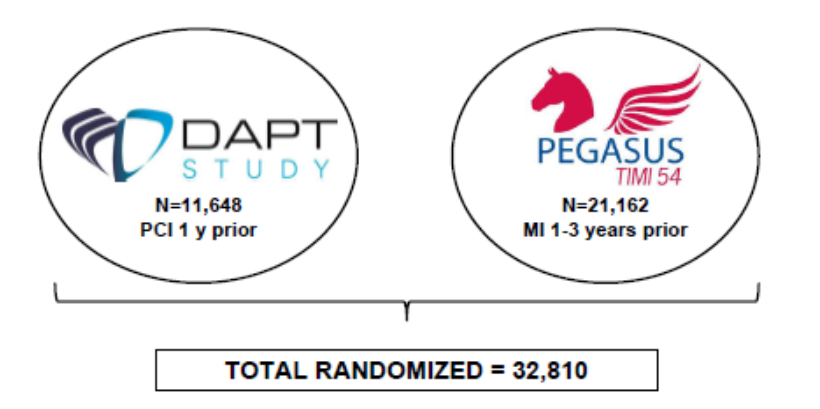 DAPT
STUDY
N=11,648
PCI 1 y prior
PEGASUS
TIMI 54
N=21,162
MI 1-3 years prior
TOTAL RANDOMIZED = 32,810